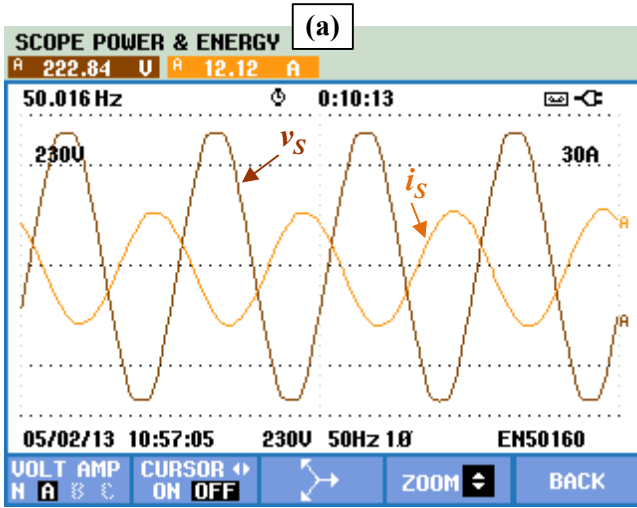 (a)
SCOPE POWER & ENERGY
A 222.84 V A 12.12 A
50.016 Hz 0:10:13
230V 30A
vS
iS
A
A
05/02/13 10:57:05 230V 50Hz 1Ø EN50160
VOLT AMP CURSOR ZOOM BACK
N A B C ON OFF